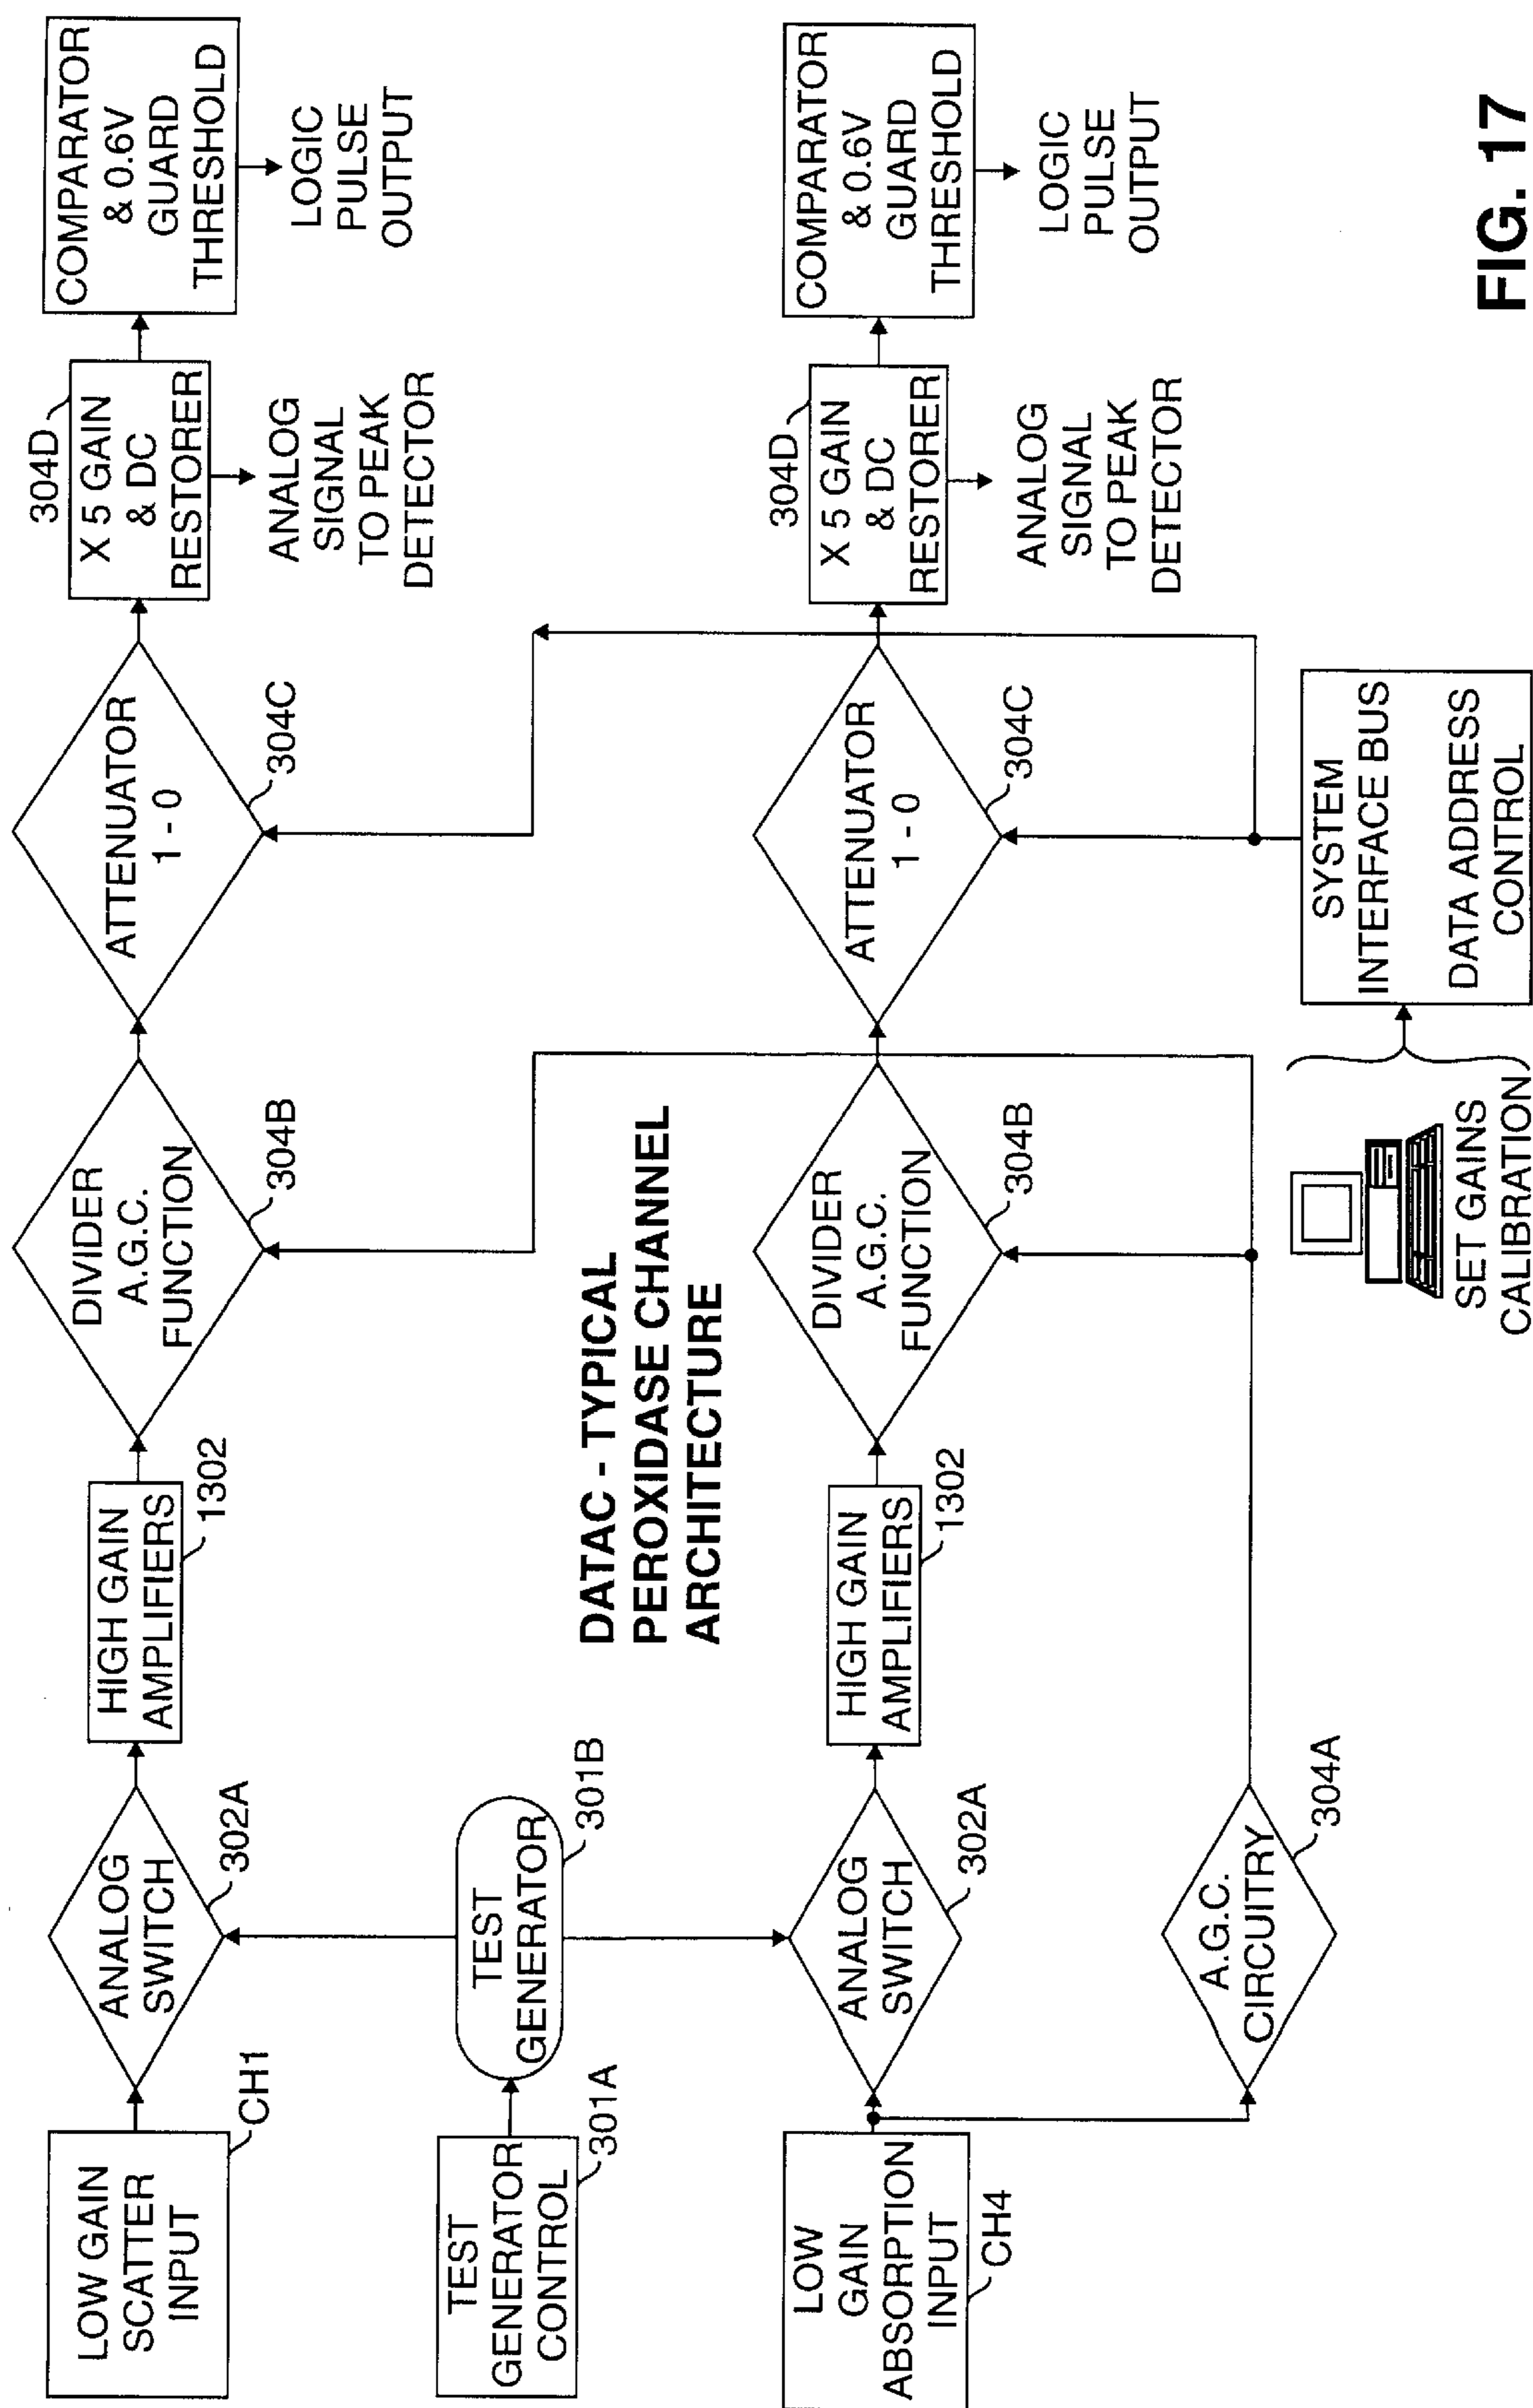 LOW GAIN
SCATTER
INPUT
CH1
ANALOG
SWITCH
302A
HIGH GAIN
AMPLIFIERS
1302
DIVIDER
A.G.C.
FUNCTION
304B
ATTENUATOR
1 - 0
304C
304D
X 5 GAIN
& DC
RESTORER
ANALOG
SIGNAL
TO PEAK
DETECTOR
COMPARATOR
& 0.6V
GUARD
THRESHOLD
LOGIC
PULSE
OUTPUT
TEST
GENERATOR
CONTROL
301A
TEST
GENERATOR
301B
DATAC - TYPICAL
PEROXIDASE CHANNEL
ARCHITECTURE
LOW
GAIN
ABSORPTION
INPUT
CH4
ANALOG
SWITCH
302A
HIGH GAIN
AMPLIFIERS
1302
DIVIDER
A.G.C.
FUNCTION
304B
ATTENUATOR
1 - 0
304C
304D
X 5 GAIN
& DC
RESTORER
ANALOG
SIGNAL
TO PEAK
DETECTOR
COMPARATOR
& 0.6V
GUARD
THRESHOLD
LOGIC
PULSE
OUTPUT
A.G.C.
CIRCUITRY
304A
SET GAINS
CALIBRATION
SYSTEM
INTERFACE BUS
DATA ADDRESS
CONTROL
FIG. 17